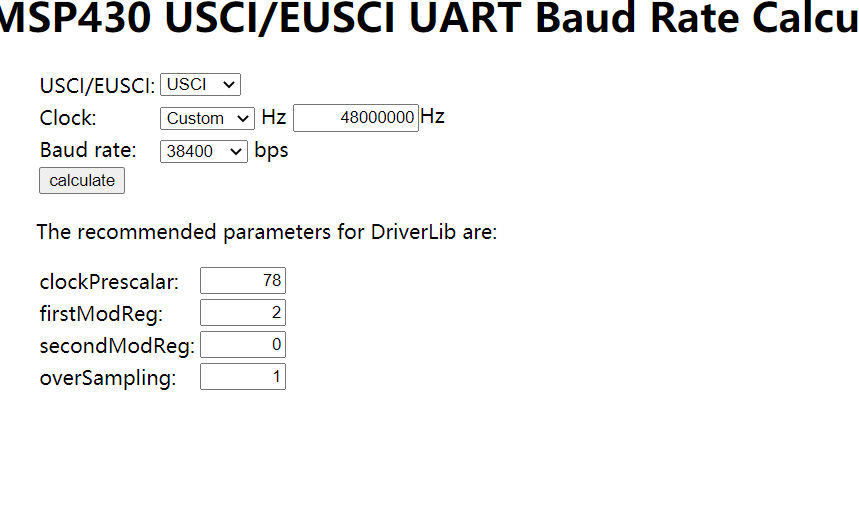 MSP430 USCI/EUSCI UART Baud Rate Calcu
USCI/EUSCI: USCI
Clock: Custom Hz 48000000 Hz
Baud rate: 38400 bps
calculate
The recommended parameters for DriverLib are:
clockPrescalar: 78
firstModReg: 2
secondModReg: 0
overSampling: 1